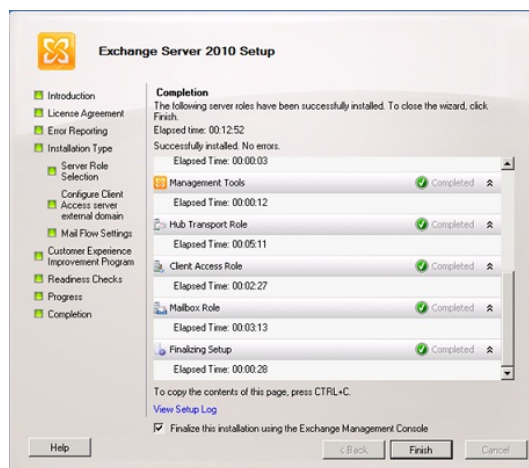 Exchange Server 2010 Setup
Introduction
License Agreement
Error Reporting
Installation Type
Server Role
Selection
Configure Client
Access server
external domain
Mail Flow Settings
Customer Experience
Improvement Program
Readiness Checks
Progress
Completion
Completion
The following server roles have been successfully installed. To close the wizard, click
Finish.
Elapsed time: 00:12:52
Successfully installed. No errors.
Elapsed Time: 00:00:03
Management Tools Completed
Elapsed Time: 00:00:12
Hub Transport Role Completed
Elapsed Time: 00:05:11
Client Access Role Completed
Elapsed Time: 00:02:27
Mailbox Role Completed
Elapsed Time: 00:03:13
Finalizing Setup Completed
Elapsed Time: 00:00:28
To copy the contents of this page, press CTRL+C.
View Setup Log
Finalize this installation using the Exchange Management Console
Help < Back Finish Cancel